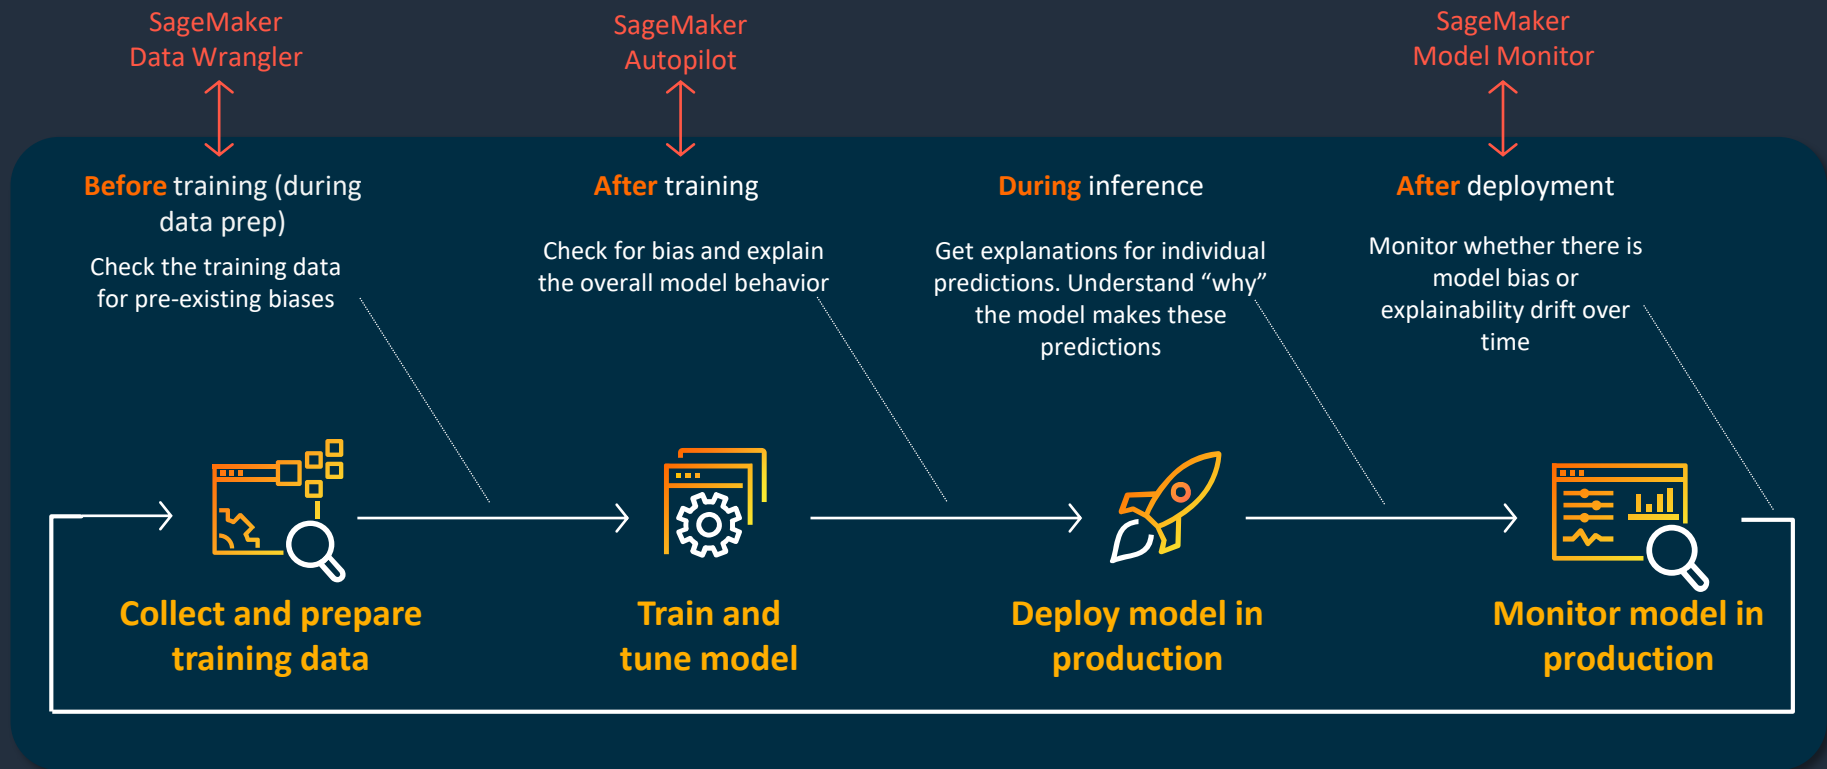 SageMaker
Data Wrangler
SageMaker
Autopilot
SageMaker
Model Monitor
Before training (during
data prep)
Check the training data
for pre-existing biases
After training
Check for bias and explain
the overall model behavior
During inference
Get explanations for individual
predictions. Understand “why”
the model makes these
predictions
After deployment
Monitor whether there is
model bias or
explainability drift over
time
Collect and prepare
training data
Train and
tune model
Deploy model in
production
Monitor model in
production